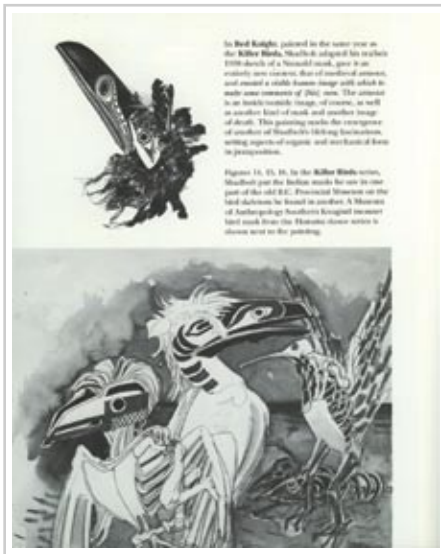 In Red Knight, painted in the same year as
the Killer Birds, Shadbolt adapted his
1938 sketch of a mask, gave it an
entirely new context, that of medieval armour,
and created a visible human image with which to
make some comments of [his] own. The armour
is an inside/outside image, of course, as well
as another kind of mask and another image
of death. This painting marks the emergence
of another of Shadbolt's lifelong fascinations,
setting aspects of organic and mechanical form
in juxtaposition.
Figures 14, 15, 16. In the Killer Birds series,
Shadbolt put the Indian masks he saw in one
part of the old B.C. Provincial Museum on the
bird skeletons he found in another. A Museum
of Anthropology Southern Kwagiutl monster
bird mask from the Hamatsa dance series is
shown next to the painting.